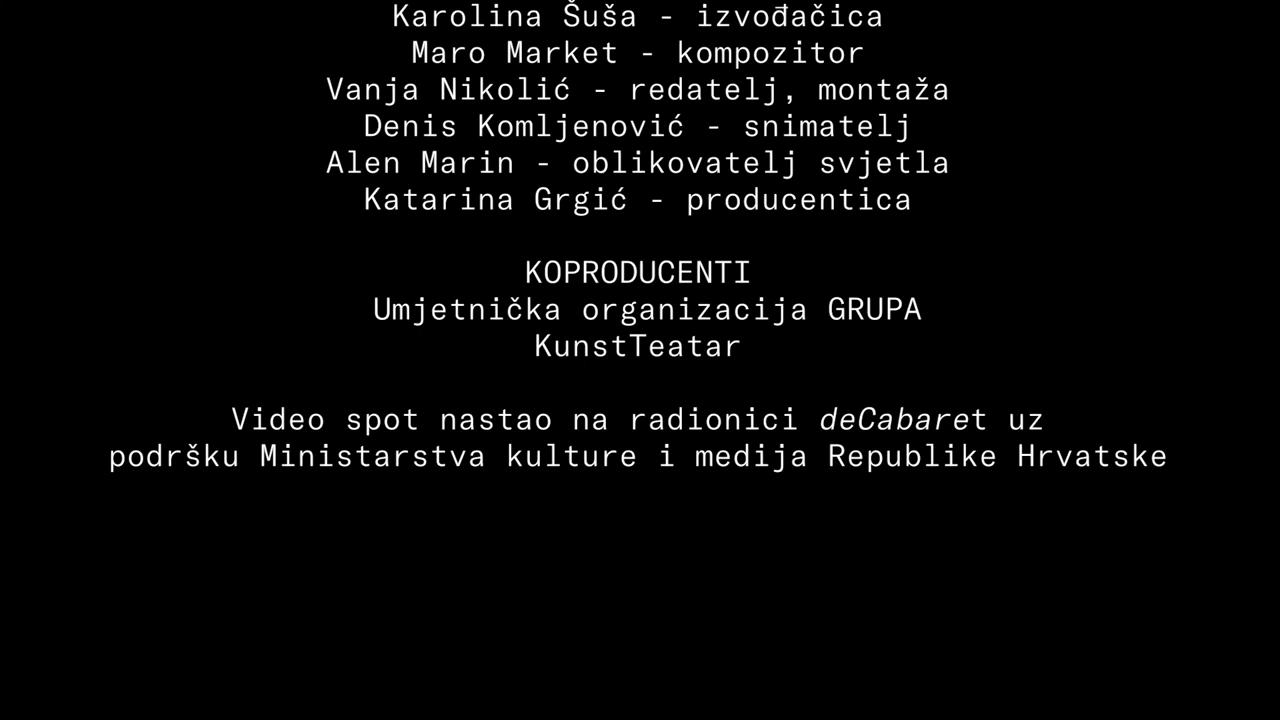 Karolina Šuša - izvođačica
Maro Market - kompozitor
Vanja Nikolić - redatelj, montaža
Denis Komljenović - snimatelj
Alen Marin - oblikovatelj svjetla
Katarina Grgić - producentica
KOPRODUCENTI
Umjetnička organizacija GRUPA
KunstTeatar
Video spot nastao na radionici deCabaret uz
podršku Ministarstva kulture i medija Republike Hrvatske